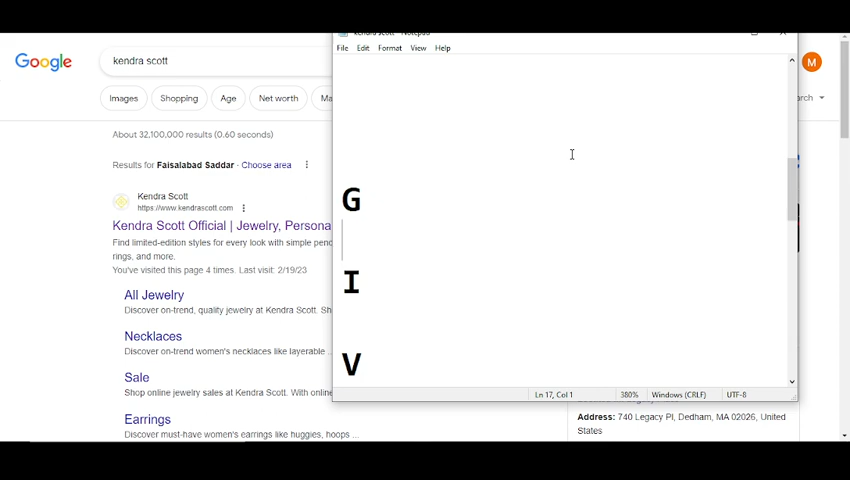 kendra scott - Notepad
File Edit Format View Help
Google
kendra scott
M
Images Shopping Age Net worth
About 32,100,000 results (0.60 seconds)
Results for Faisalabad Saddar · Choose area
Kendra Scott
https://www.kendrascott.com
Kendra Scott Official | Jewelry, Persona
Find limited-edition styles for every look with simple pend
rings, and more.
You've visited this page 4 times. Last visit: 2/19/23
All Jewelry
Discover on-trend, quality jewelry at Kendra Scott. Sh
Necklaces
Discover on-trend women's necklaces like layerable ...
Sale
Shop online jewelry sales at Kendra Scott. With online
Earrings
Discover must-have women's earrings like huggies, hoops ...
G
I
V
Ln 17, Col 1 380% Windows (CRLF) UTF-8
Address: 740 Legacy Pl, Dedham, MA 02026, United
States